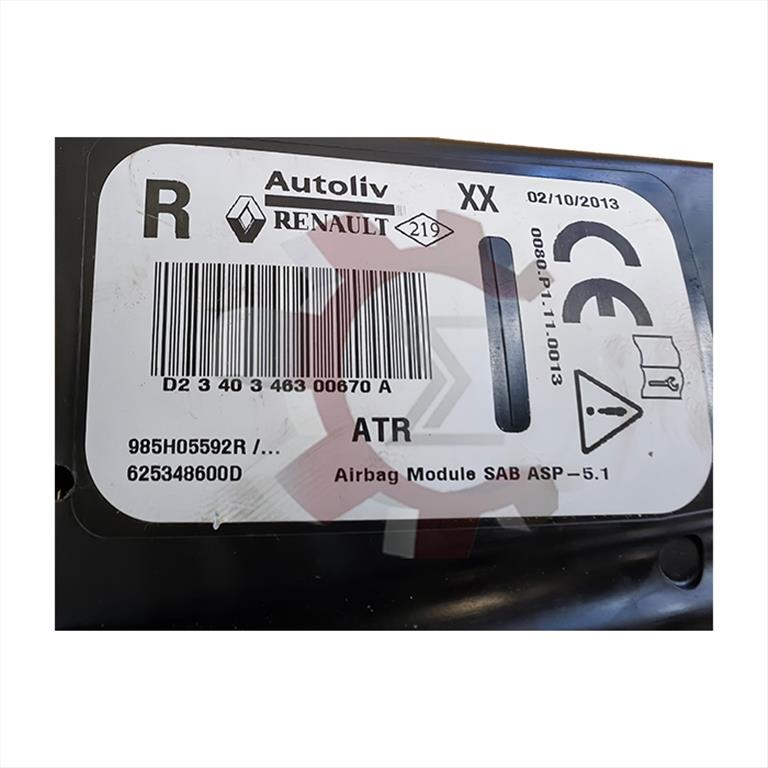 R
Autoliv
RENAULT
219
XX
02/10/2013
CE
0080.P1.11.0013
D2 3 40 3 463 00670 A
ATR
985H05592R /...
625348600D
Airbag Module SAB ASP-5.1